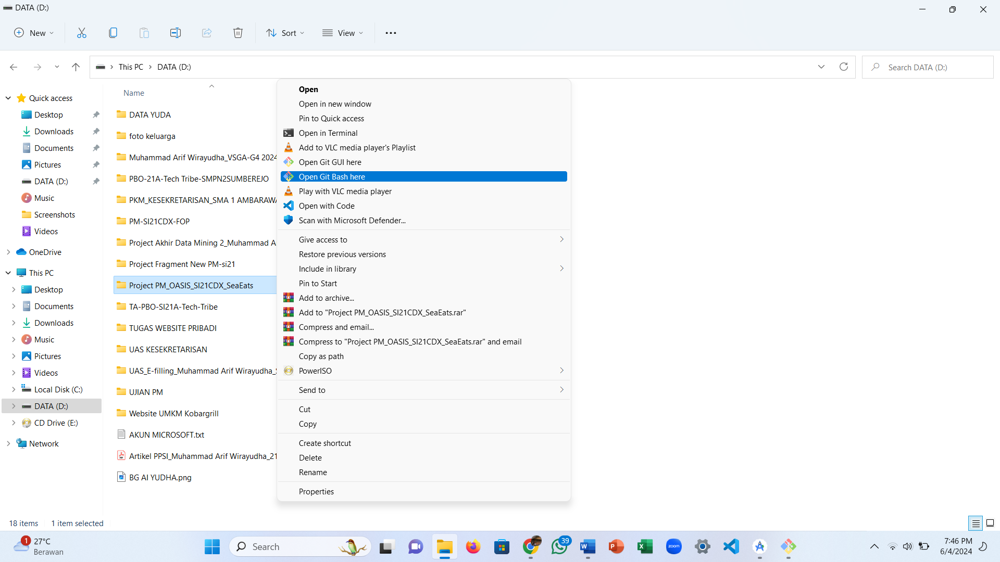 DATA (D:)
New
Sort
View
This PC
DATA (D:)
Search DATA (D:)
Quick access
Desktop
Downloads
Documents
Pictures
DATA (D:)
Music
Screenshots
Videos
OneDrive
This PC
Desktop
Documents
Downloads
Music
Pictures
Videos
Local Disk (C:)
DATA (D:)
CD Drive (E:)
Network
Name
DATA YUDA
foto keluarga
Muhammad Arif Wirayudha_VSGA-G4 2024
PBO-21A-Tech Tribe-SMPN2SUMBEREJO
PKM_KESEKRETARISAN_SMA 1 AMBARAWA
PM-SI21CDX-FOP
Project Akhir Data Mining 2_Muhammad A
Project Fragment New PM-si21
Project PM_OASIS_SI21CDX_SeaEats
TA-PBO-SI21A-Tech-Tribe
TUGAS WEBSITE PRIBADI
UAS KESEKRETARISAN
UAS_E-filling_Muhammad Arif Wirayudha_S
UJIAN PM
Website UMKM Kobargrill
AKUN MICROSOFT.txt
Artikel PPSI_Muhammad Arif Wirayudha_21
BG AI YUDHA.png
Open
Open in new window
Pin to Quick access
Open in Terminal
Add to VLC media player's Playlist
Open Git GUI here
Open Git Bash here
Play with VLC media player
Open with Code
Scan with Microsoft Defender...
Give access to
Restore previous versions
Include in library
Pin to Start
Add to archive...
Add to "Project PM_OASIS_SI21CDX_SeaEats.rar"
Compress and email...
Compress to "Project PM_OASIS_SI21CDX_SeaEats.rar" and email
Copy as path
PowerISO
Send to
Cut
Copy
Create shortcut
Delete
Rename
Properties
18 items
1 item selected
1
27°C
Berawan
Search
39
zoom
7:46 PM
6/4/2024